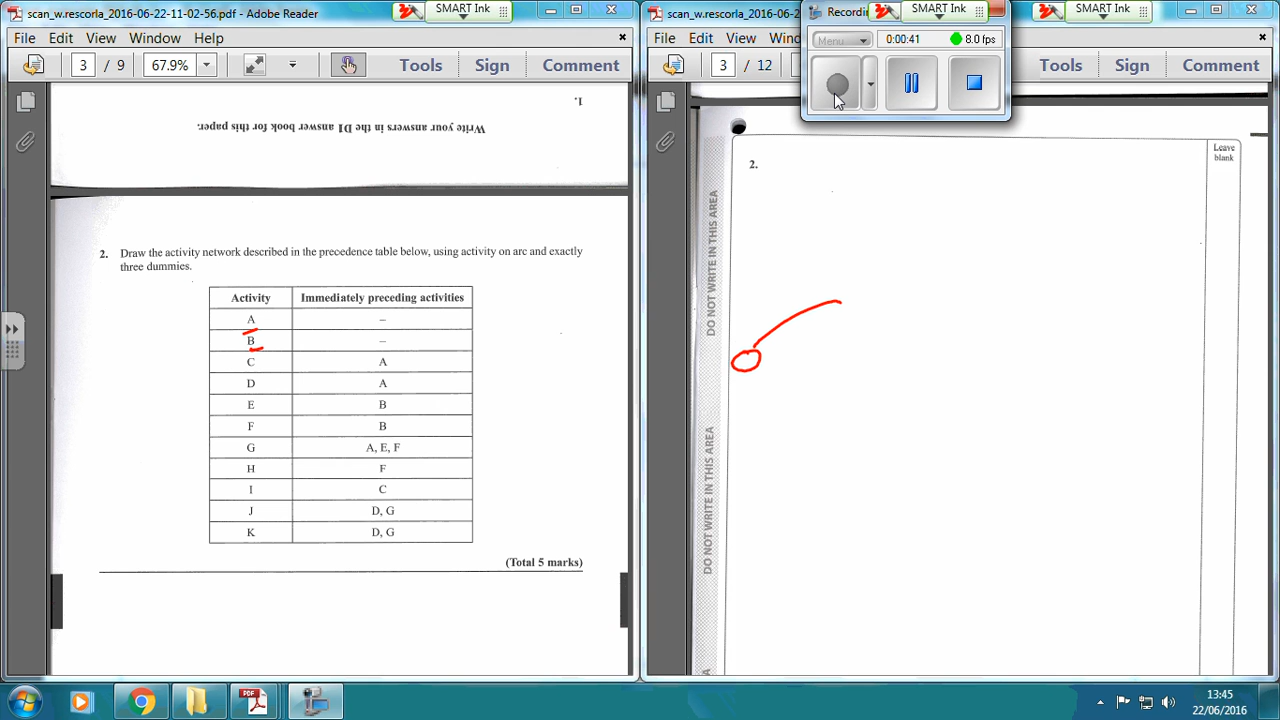 scan_w.rescorla_2016-06-22-11-02-56.pdf - Adobe Reader
SMART Ink
File Edit View Window Help
3 / 9 67.9% Tools Sign Comment
1.
Write your answers in the D1 answer book for this paper.
2. Draw the activity network described in the precedence table below, using activity on arc and exactly
three dummies.
Activity Immediately preceding activities
A –
B –
C A
D A
E B
F B
G A, E, F
H F
I C
J D, G
K D, G
(Total 5 marks)
scan_w.rescorla_2016-06-2
SMART Ink
SMART Ink
File Edit View Windo
3 / 12 Tools Sign Comment
Recordin
Menu 0:00:41 8.0 fps
Leave
blank
2.
DO NOT WRITE IN THIS AREA
DO NOT WRITE IN THIS AREA
13:45
22/06/2016